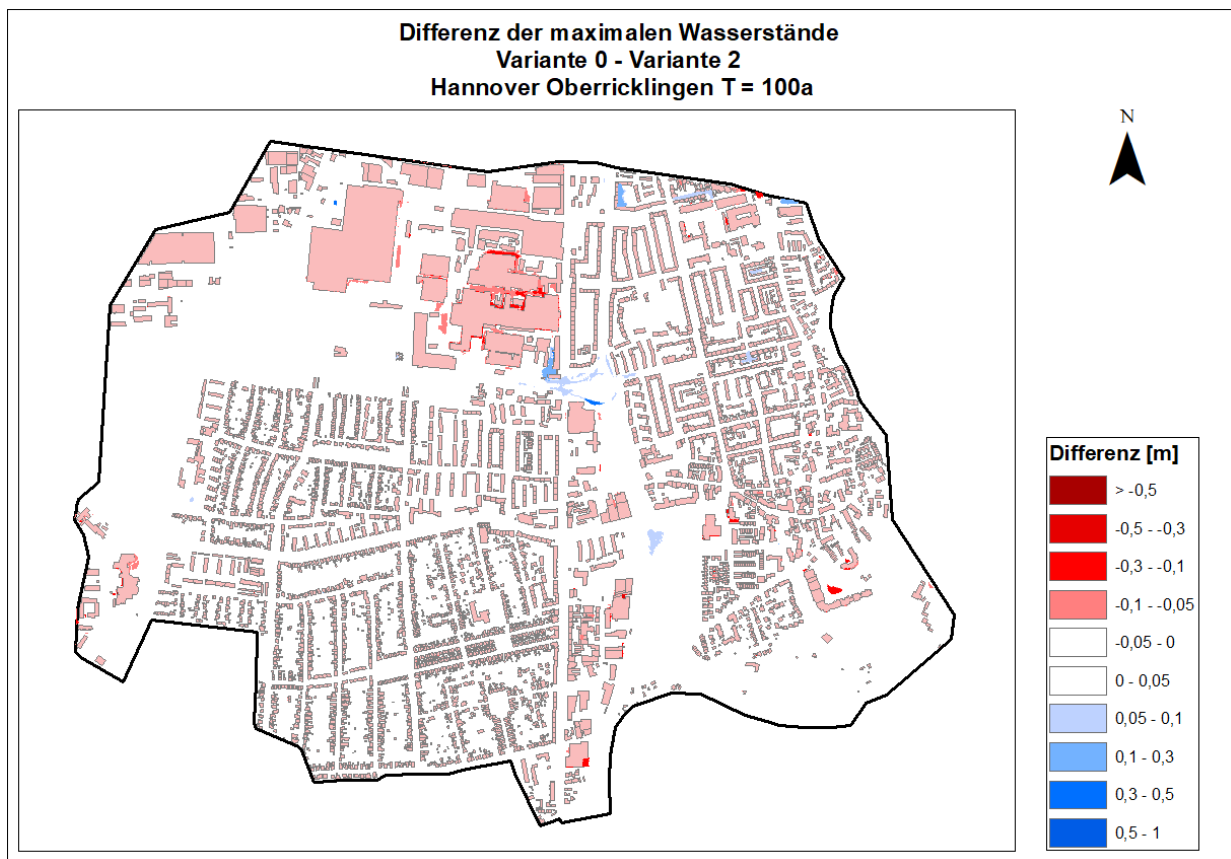 Differenz der maximalen Wasserstände
Variante 0 - Variante 2
Hannover Oberricklingen T = 100a
N
Differenz [m]
> -0,5
-0,5 - -0,3
-0,3 - -0,1
-0,1 - -0,05
-0,05 - 0
0 - 0,05
0,05 - 0,1
0,1 - 0,3
0,3 - 0,5
0,5 - 1